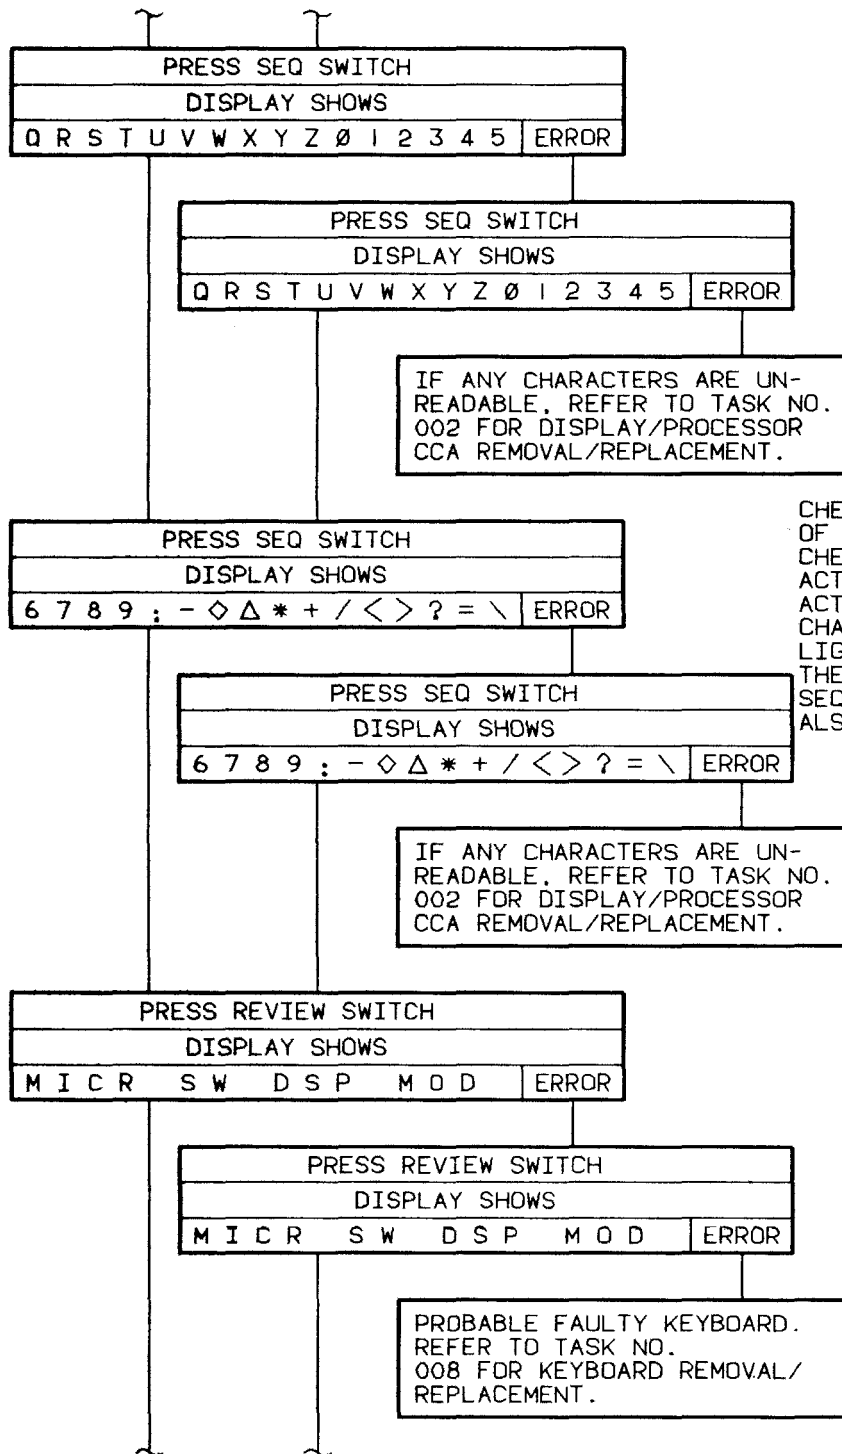 PRESS SEQ SWITCH
DISPLAY SHOWS
Q R S T U V W X Y Z Ø 1 2 3 4 5 ERROR
PRESS SEQ SWITCH
DISPLAY SHOWS
Q R S T U V W X Y Z Ø 1 2 3 4 5 ERROR
IF ANY CHARACTERS ARE UN-
READABLE, REFER TO TASK NO.
002 FOR DISPLAY/PROCESSOR
CCA REMOVAL/REPLACEMENT.
PRESS SEQ SWITCH
DISPLAY SHOWS
6 7 8 9 : - ◇ △ * + / < > ? = \ ERROR
PRESS SEQ SWITCH
DISPLAY SHOWS
6 7 8 9 : - ◇ △ * + / < > ? = \ ERROR
CHE
OF
CHE
ACT
ACT
CHA
LIG
THE
SEQ
ALS
IF ANY CHARACTERS ARE UN-
READABLE, REFER TO TASK NO.
002 FOR DISPLAY/PROCESSOR
CCA REMOVAL/REPLACEMENT.
PRESS REVIEW SWITCH
DISPLAY SHOWS
M I C R S W D S P M O D ERROR
PRESS REVIEW SWITCH
DISPLAY SHOWS
M I C R S W D S P M O D ERROR
PROBABLE FAULTY KEYBOARD.
REFER TO TASK NO.
008 FOR KEYBOARD REMOVAL/
REPLACEMENT.